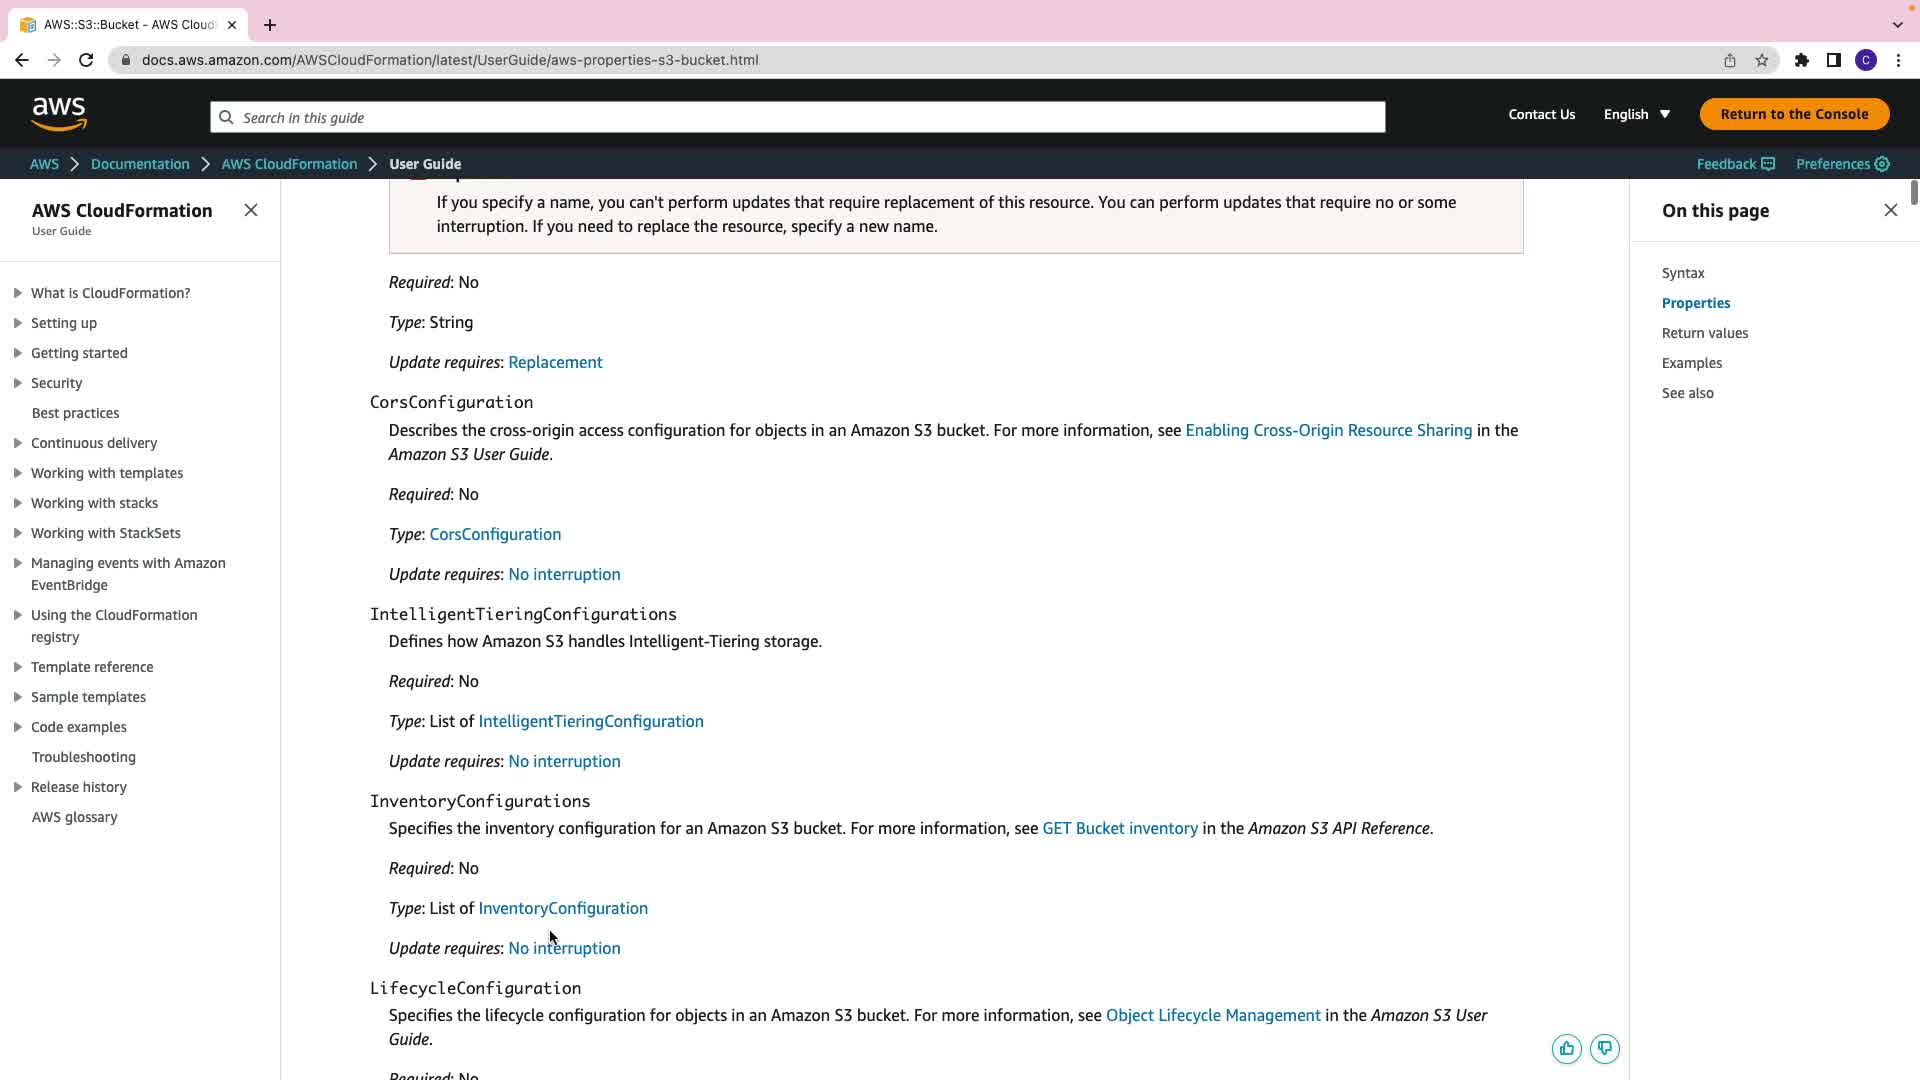 AWS::S3::Bucket - AWS Cloud
docs.aws.amazon.com/AWSCloudFormation/latest/UserGuide/aws-properties-s3-bucket.html
C
aws
Search in this guide
Contact Us
English
Return to the Console
AWS
Documentation
AWS CloudFormation
User Guide
Feedback
Preferences
AWS CloudFormation
User Guide
What is CloudFormation?
Setting up
Getting started
Security
Best practices
Continuous delivery
Working with templates
Working with stacks
Working with StackSets
Managing events with Amazon
EventBridge
Using the CloudFormation
registry
Template reference
Sample templates
Code examples
Troubleshooting
Release history
AWS glossary
If you specify a name, you can't perform updates that require replacement of this resource. You can perform updates that require no or some
interruption. If you need to replace the resource, specify a new name.
Required: No
Type: String
Update requires: Replacement
CorsConfiguration
Describes the cross-origin access configuration for objects in an Amazon S3 bucket. For more information, see Enabling Cross-Origin Resource Sharing in the
Amazon S3 User Guide.
Required: No
Type: CorsConfiguration
Update requires: No interruption
IntelligentTieringConfigurations
Defines how Amazon S3 handles Intelligent-Tiering storage.
Required: No
Type: List of IntelligentTieringConfiguration
Update requires: No interruption
InventoryConfigurations
Specifies the inventory configuration for an Amazon S3 bucket. For more information, see GET Bucket inventory in the Amazon S3 API Reference.
Required: No
Type: List of InventoryConfiguration
Update requires: No interruption
LifecycleConfiguration
Specifies the lifecycle configuration for objects in an Amazon S3 bucket. For more information, see Object Lifecycle Management in the Amazon S3 User
Guide.
Required: No
On this page
Syntax
Properties
Return values
Examples
See also